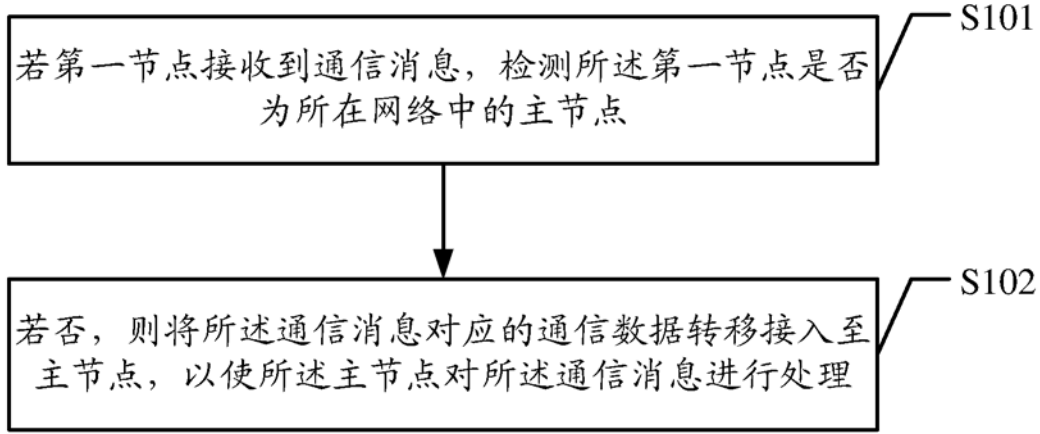 S101
若第一节点接收到通信消息，检测所述第一节点是否
为所在网络中的主节点
S102
若否，则将所述通信消息对应的通信数据转移接入至
主节点，以使所述主节点对所述通信消息进行处理